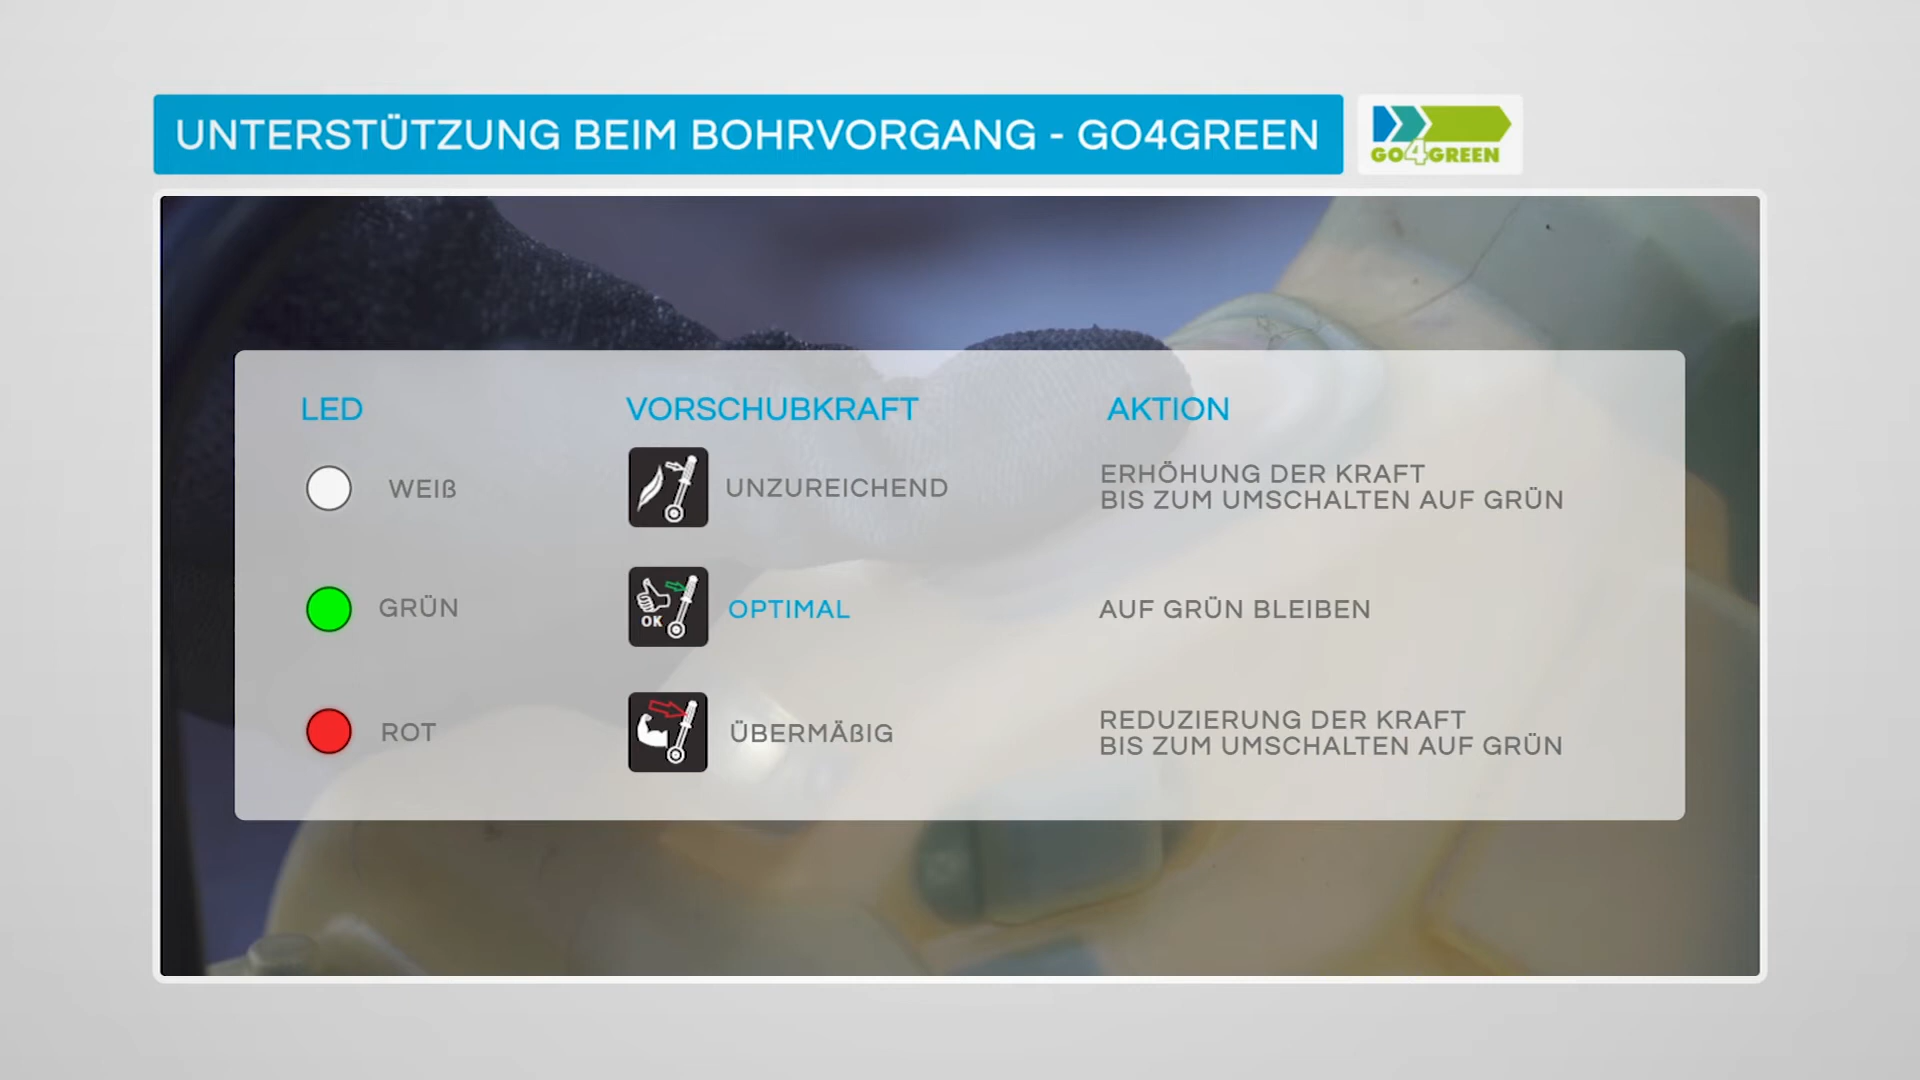 UNTERSTÜTZUNG BEIM BOHRVORGANG - GO4GREEN
GO4GREEN
LED VORSCHUBKRAFT AKTION
WEIß UNZUREICHEND ERHÖHUNG DER KRAFT
BIS ZUM UMSCHALTEN AUF GRÜN
GRÜN OK OPTIMAL AUF GRÜN BLEIBEN
ROT ÜBERMÄßIG REDUZIERUNG DER KRAFT
BIS ZUM UMSCHALTEN AUF GRÜN